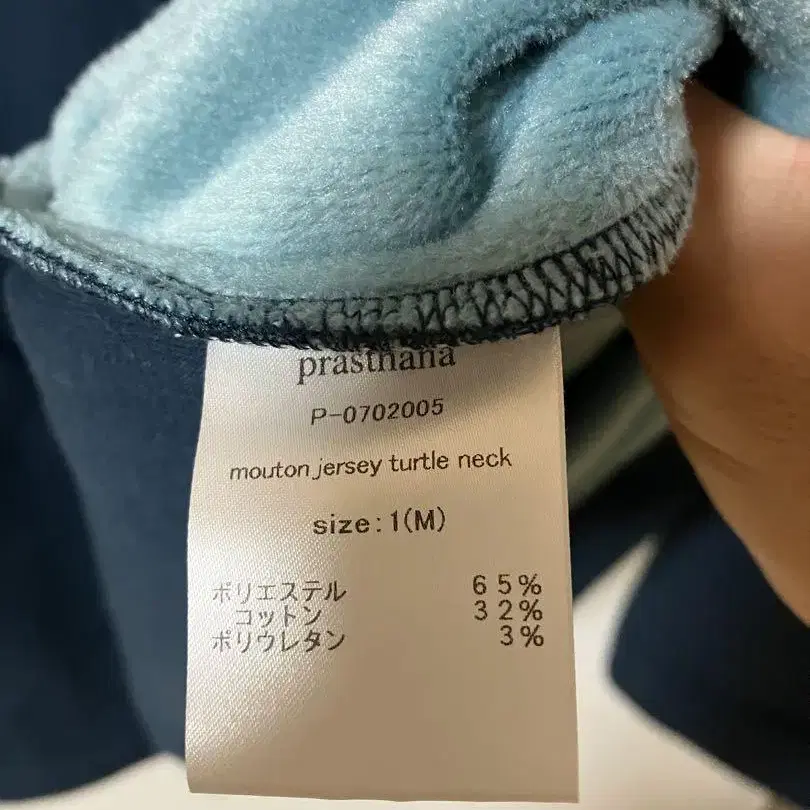 prasthana
P-0702005
mouton jersey turtle neck
size:1(M)
ポリエステル 65%
コットン 32%
ポリウレタン 3%